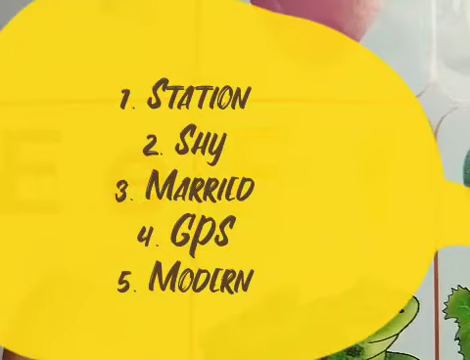 1. STATION
2. SHY
3. MARRIED
4. GPS
5. MODERN